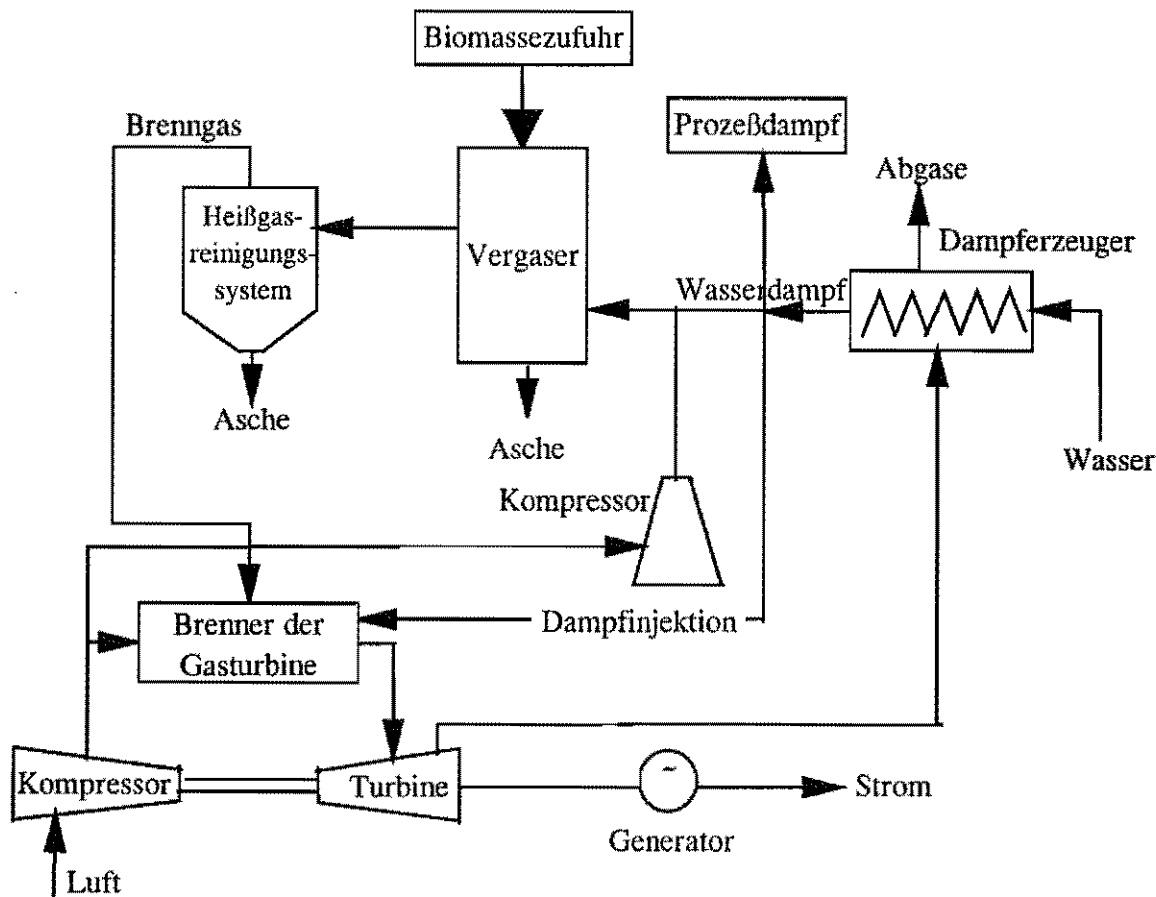 Biomassezufuhr
Prozeßdampf
Brenngas
Abgase
Heißgas-
reinigungs-
system
Vergaser
Dampferzeuger
Wasserdampf
Asche
Asche
Wasser
Kompressor
Brenner der
Gasturbine
Dampfinjektion
Kompressor
Turbine
~
Strom
Generator
Luft